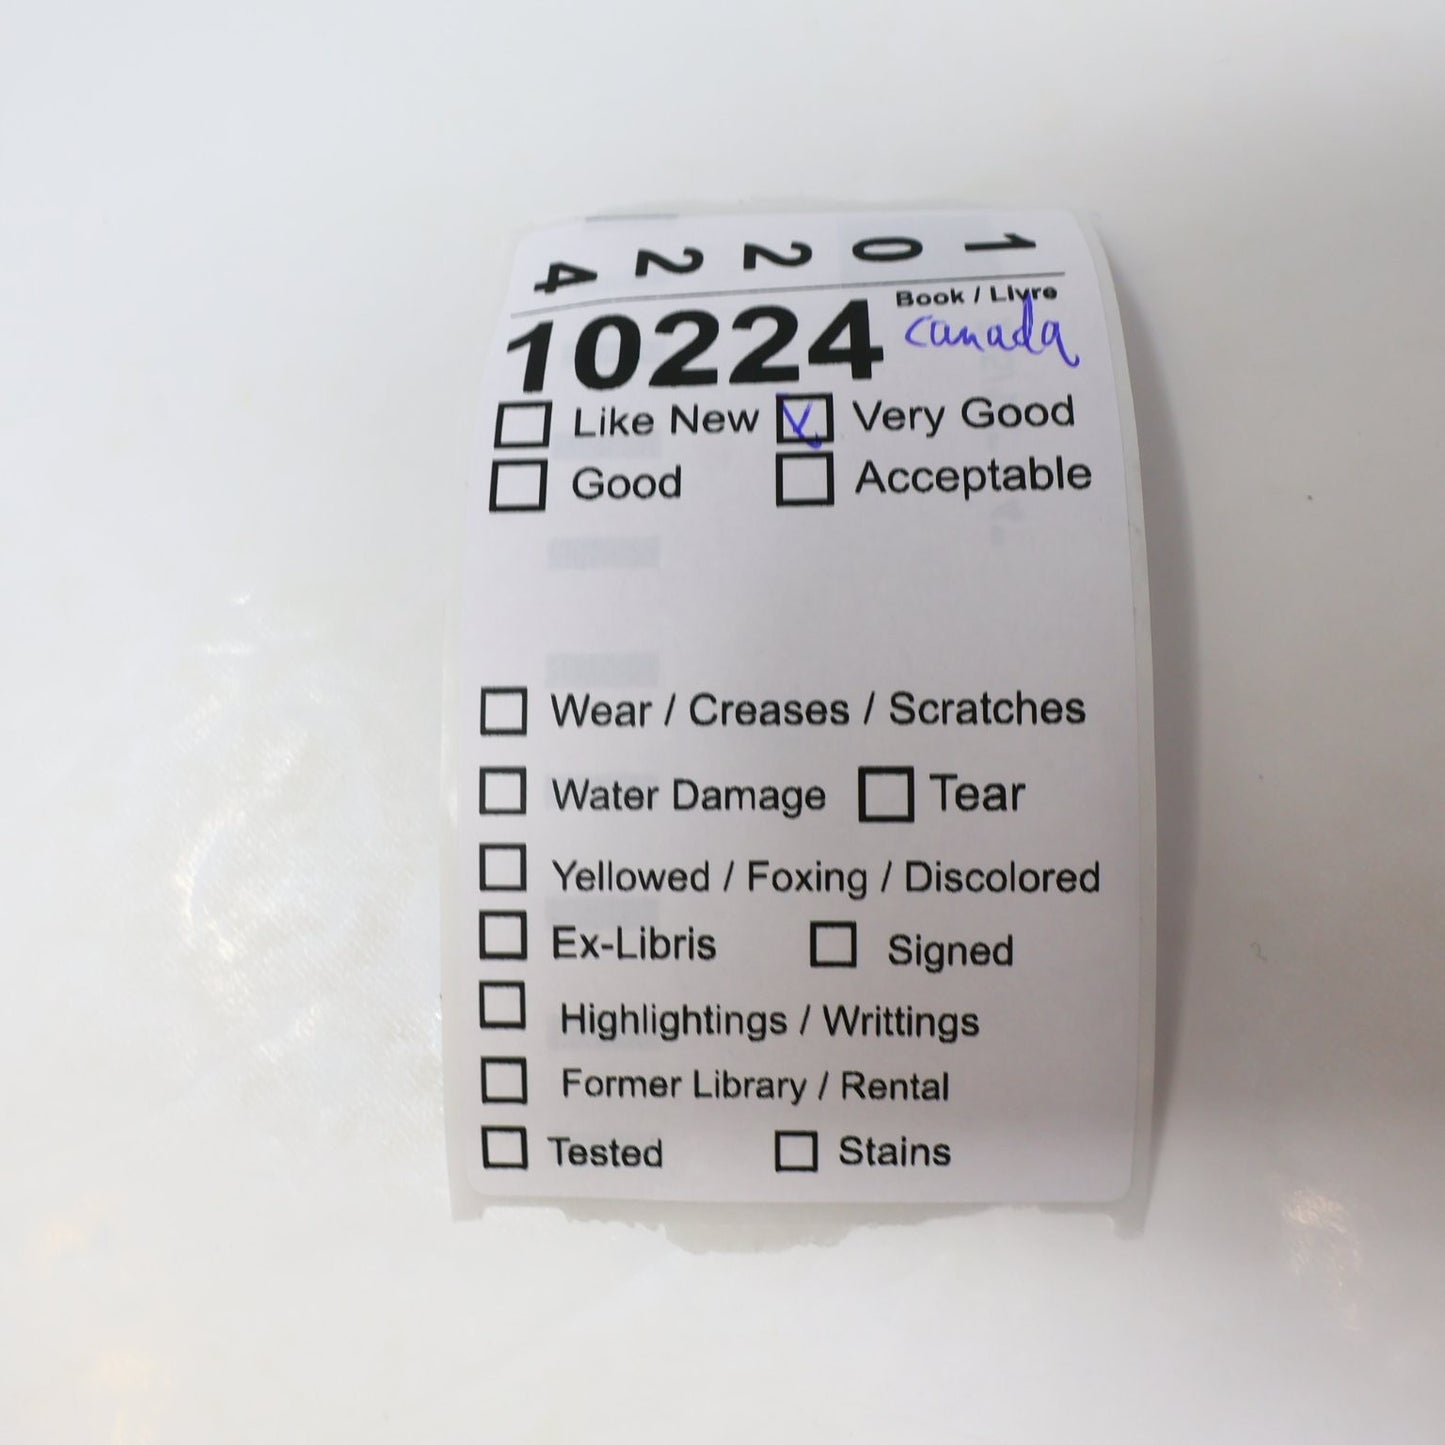 10224
10224 Book / Livre
canada
Like New Very Good
Good Acceptable
Wear / Creases / Scratches
Water Damage Tear
Yellowed / Foxing / Discolored
Ex-Libris Signed
Highlightings / Writtings
Former Library / Rental
Tested Stains